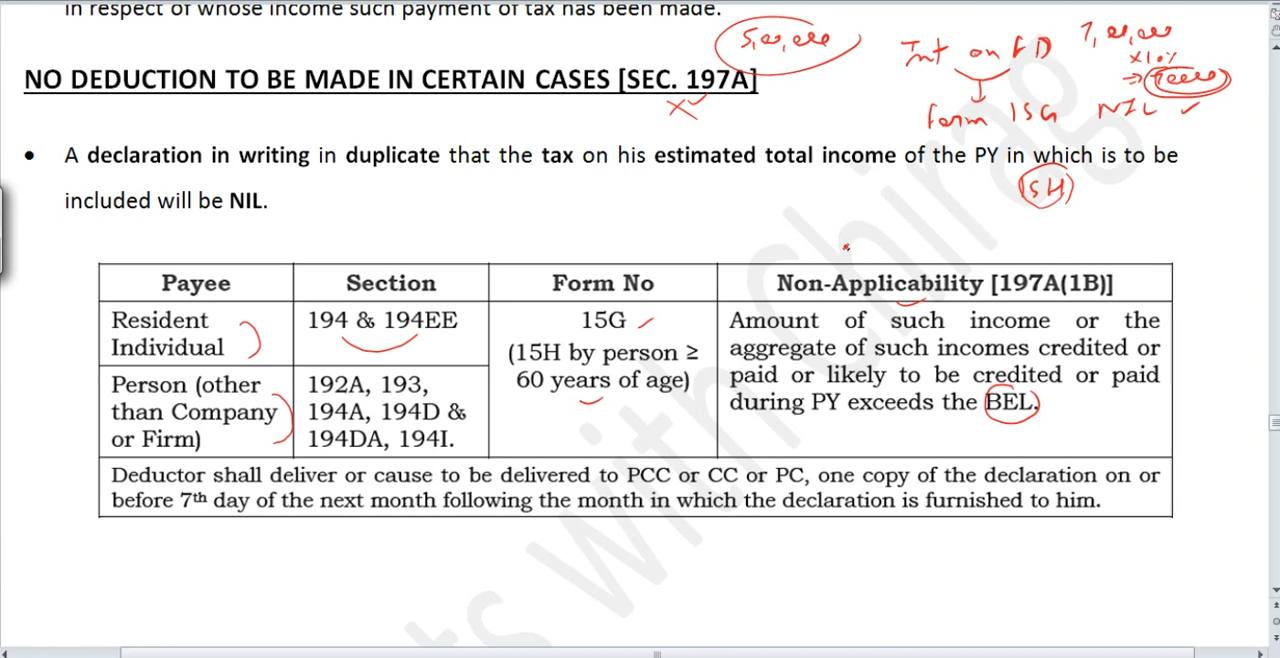 in respect of whose income such payment of tax has been made.
5,00,000
Int on FD
7,00,000
x10%
NO DEDUCTION TO BE MADE IN CERTAIN CASES [SEC. 197A]
Form 15G NIL
• A declaration in writing in duplicate that the tax on his estimated total income of the PY in which is to be
15H
included will be NIL.
Payee Section Form No Non-Applicability [197A(1B)]
Resident Individual
194 & 194EE
15G
(15H by person ≥
60 years of age)
Amount of such income or the
aggregate of such incomes credited or
paid or likely to be credited or paid
during PY exceeds the BEL.
Person (other
than Company
or Firm)
192A, 193,
194A, 194D &
194DA, 194I.
Deductor shall deliver or cause to be delivered to PCC or CC or PC, one copy of the declaration on or
before 7th day of the next month following the month in which the declaration is furnished to him.
with Chirag